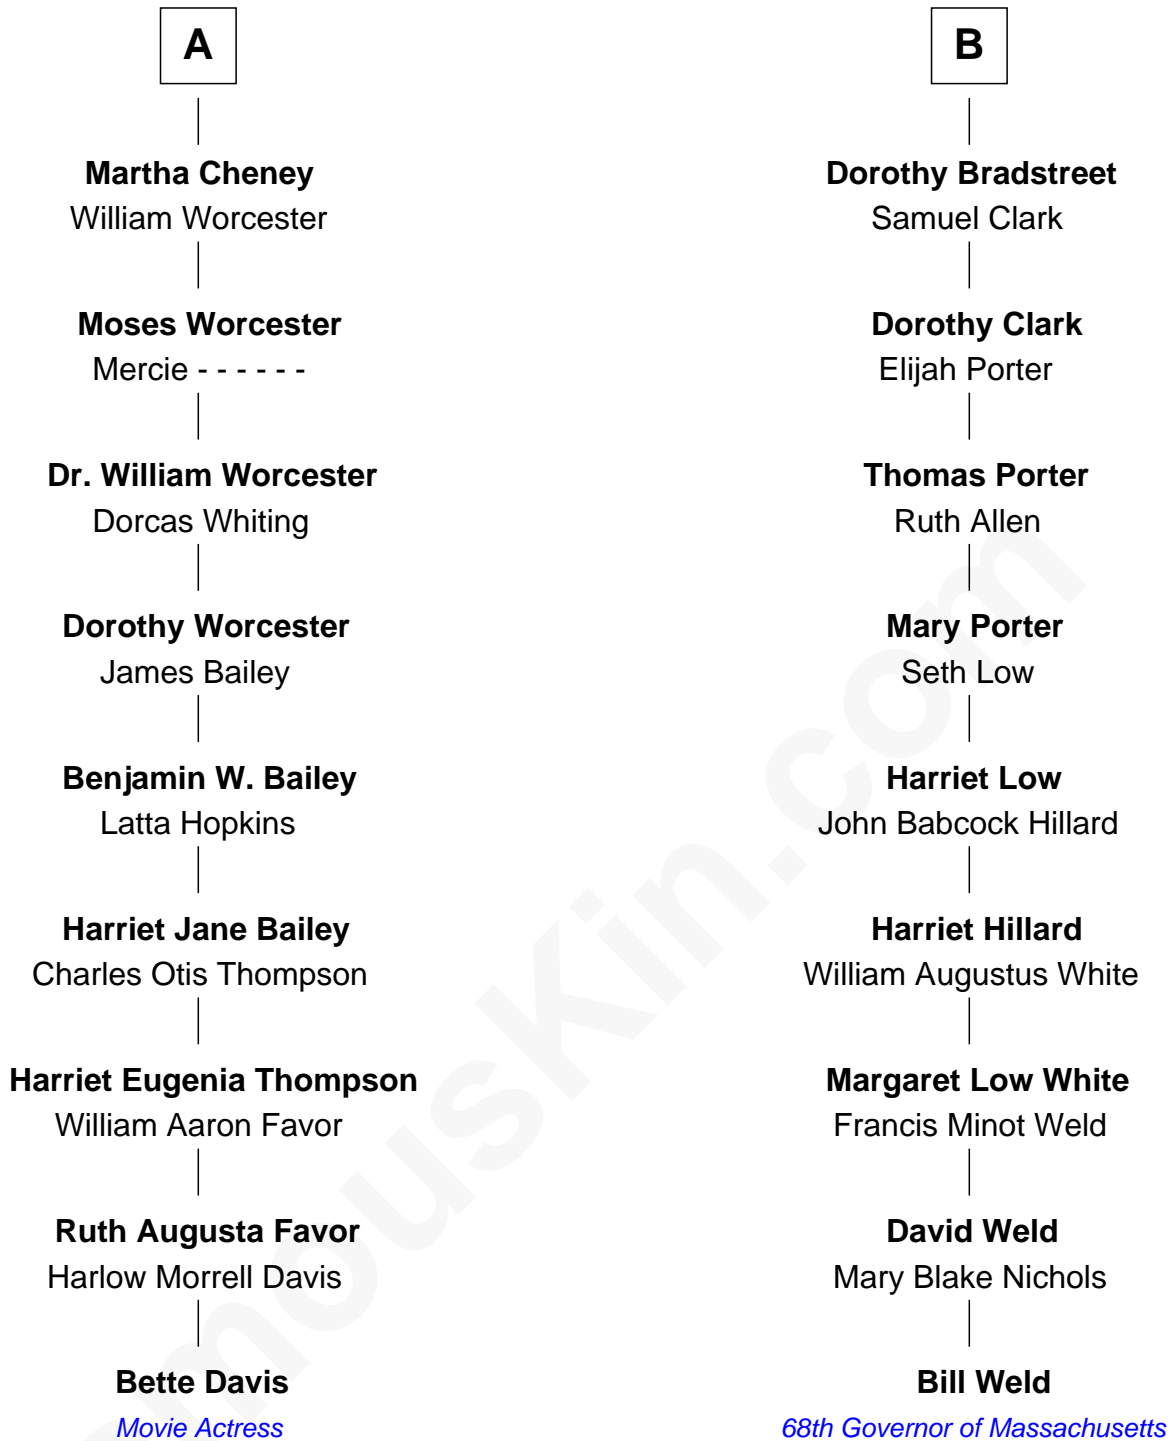 A
Martha Cheney
William Worcester
Moses Worcester
Mercie - - - - - -
Dr. William Worcester
Dorcas Whiting
Dorothy Worcester
James Bailey
Benjamin W. Bailey
Latta Hopkins
Harriet Jane Bailey
Charles Otis Thompson
Harriet Eugenia Thompson
William Aaron Favor
Ruth Augusta Favor
Harlow Morrell Davis
Bette Davis
Movie Actress
B
Dorothy Bradstreet
Samuel Clark
Dorothy Clark
Elijah Porter
Thomas Porter
Ruth Allen
Mary Porter
Seth Low
Harriet Low
John Babcock Hillard
Harriet Hillard
William Augustus White
Margaret Low White
Francis Minot Weld
David Weld
Mary Blake Nichols
Bill Weld
68th Governor of Massachusetts
mousKin.com